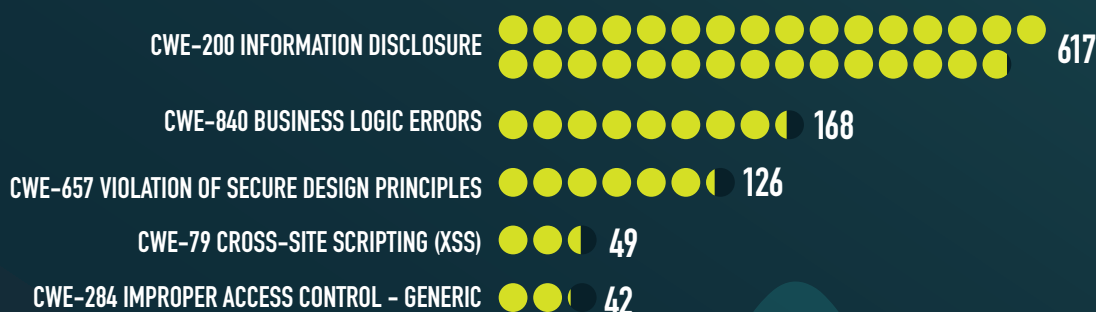 CWE-200 INFORMATION DISCLOSURE 617
CWE-840 BUSINESS LOGIC ERRORS 168
CWE-657 VIOLATION OF SECURE DESIGN PRINCIPLES 126
CWE-79 CROSS-SITE SCRIPTING (XSS) 49
CWE-284 IMPROPER ACCESS CONTROL - GENERIC 42